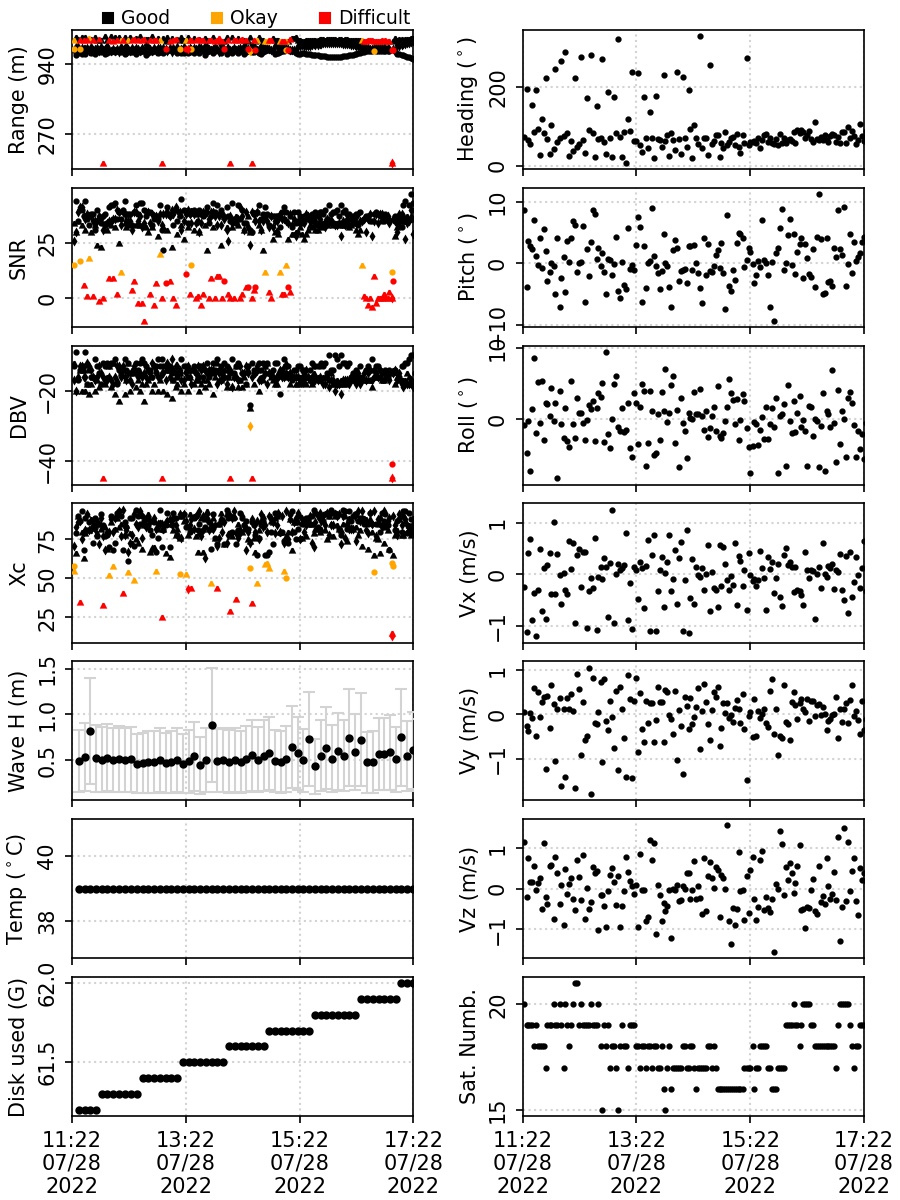 Good Okay Difficult
Range (m)
940
270
Heading (°)
200
0
SNR
25
0
Pitch (°)
10
0
−10
DBV
−20
−40
Roll (°)
10
0
Xc
75
50
25
Vx (m/s)
1
0
−1
Wave H (m)
1.5
1.0
0.5
Vy (m/s)
1
0
−1
Temp (°C)
40
38
Vz (m/s)
1
0
−1
Disk used (G)
62.0
61.5
Sat. Numb.
20
15
11:22 13:22 15:22 17:22
07/28 07/28 07/28 07/28
2022 2022 2022 2022
11:22 13:22 15:22 17:22
07/28 07/28 07/28 07/28
2022 2022 2022 2022